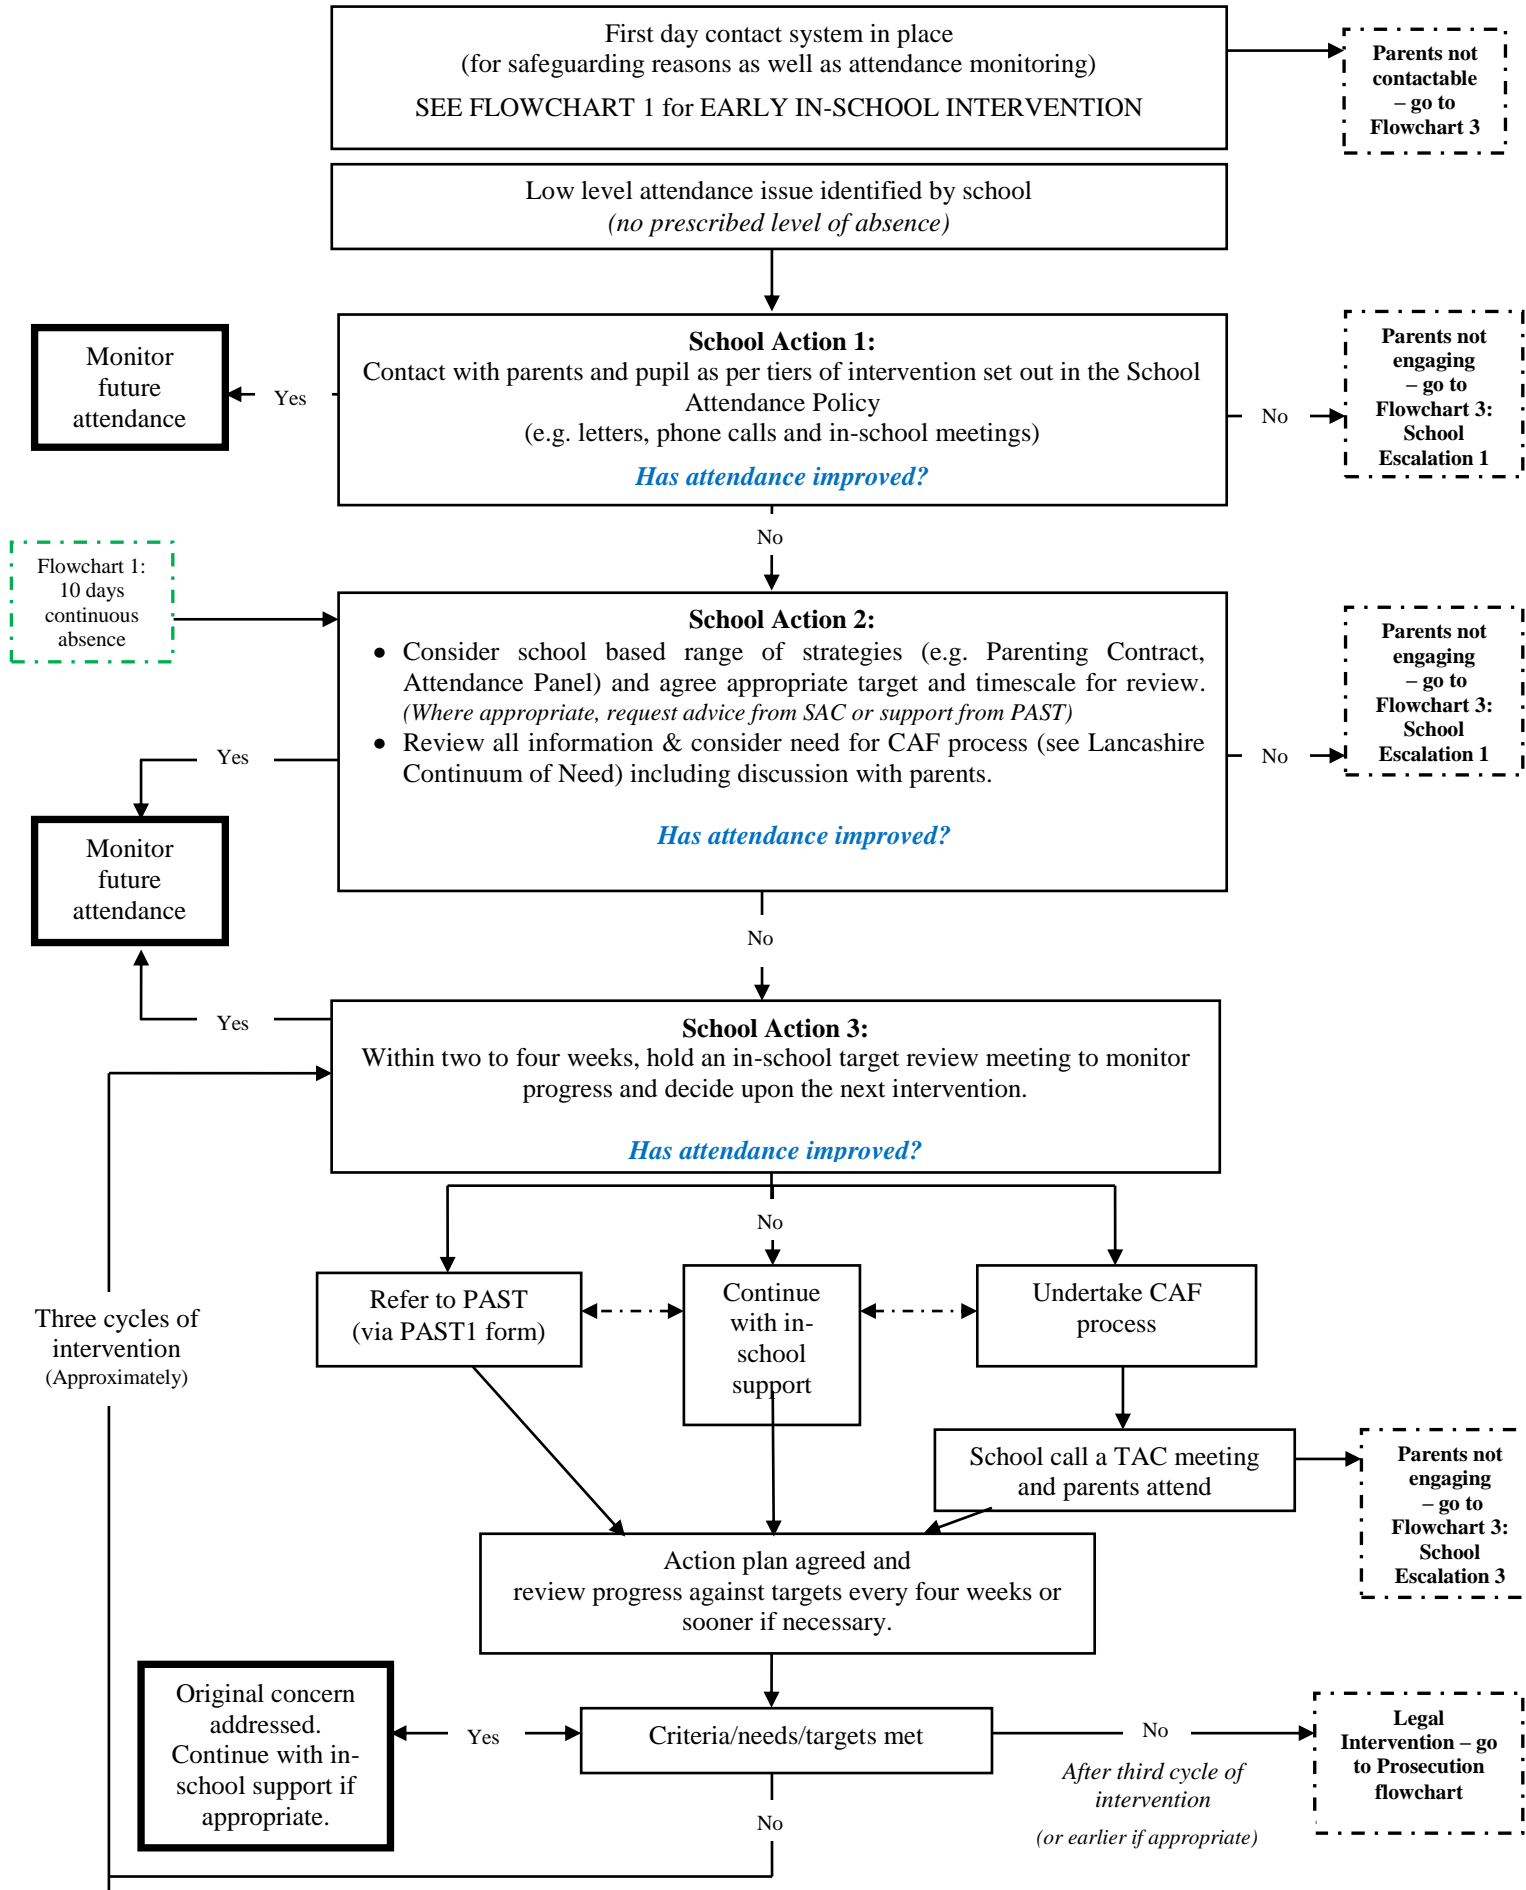 First day contact system in place
(for safeguarding reasons as well as attendance monitoring)
SEE FLOWCHART 1 for EARLY IN-SCHOOL INTERVENTION
Parents not
contactable
– go to
Flowchart 3
Low level attendance issue identified by school
(no prescribed level of absence)
Monitor
future
attendance
Yes
School Action 1:
Contact with parents and pupil as per tiers of intervention set out in the School
Attendance Policy
(e.g. letters, phone calls and in-school meetings)
Has attendance improved?
No
Parents not
engaging
– go to
Flowchart 3:
School
Escalation 1
No
Flowchart 1:
10 days
continuous
absence
School Action 2:
● Consider school based range of strategies (e.g. Parenting Contract,
Attendance Panel) and agree appropriate target and timescale for review.
(Where appropriate, request advice from SAC or support from PAST)
● Review all information & consider need for CAF process (see Lancashire
Continuum of Need) including discussion with parents.
Has attendance improved?
No
Parents not
engaging
– go to
Flowchart 3:
School
Escalation 1
Yes
Monitor
future
attendance
No
Yes
School Action 3:
Within two to four weeks, hold an in-school target review meeting to monitor
progress and decide upon the next intervention.
Has attendance improved?
No
Three cycles of
intervention
(Approximately)
Refer to PAST
(via PAST1 form)
Continue
with in-
school
support
Undertake CAF
process
School call a TAC meeting
and parents attend
Parents not
engaging
– go to
Flowchart 3:
School
Escalation 3
Action plan agreed and
review progress against targets every four weeks or
sooner if necessary.
Original concern
addressed.
Continue with in-
school support if
appropriate.
Yes
Criteria/needs/targets met
No
After third cycle of
intervention
(or earlier if appropriate)
Legal
Intervention – go
to Prosecution
flowchart
No